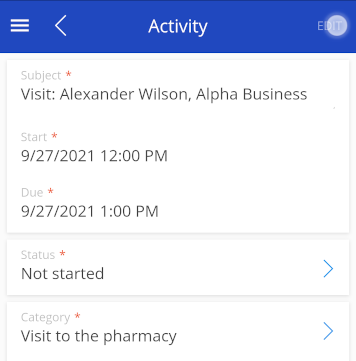 Activity
EDIT
Subject *
Visit: Alexander Wilson, Alpha Business
Start *
9/27/2021 12:00 PM
Due *
9/27/2021 1:00 PM
Status *
Not started
Category *
Visit to the pharmacy